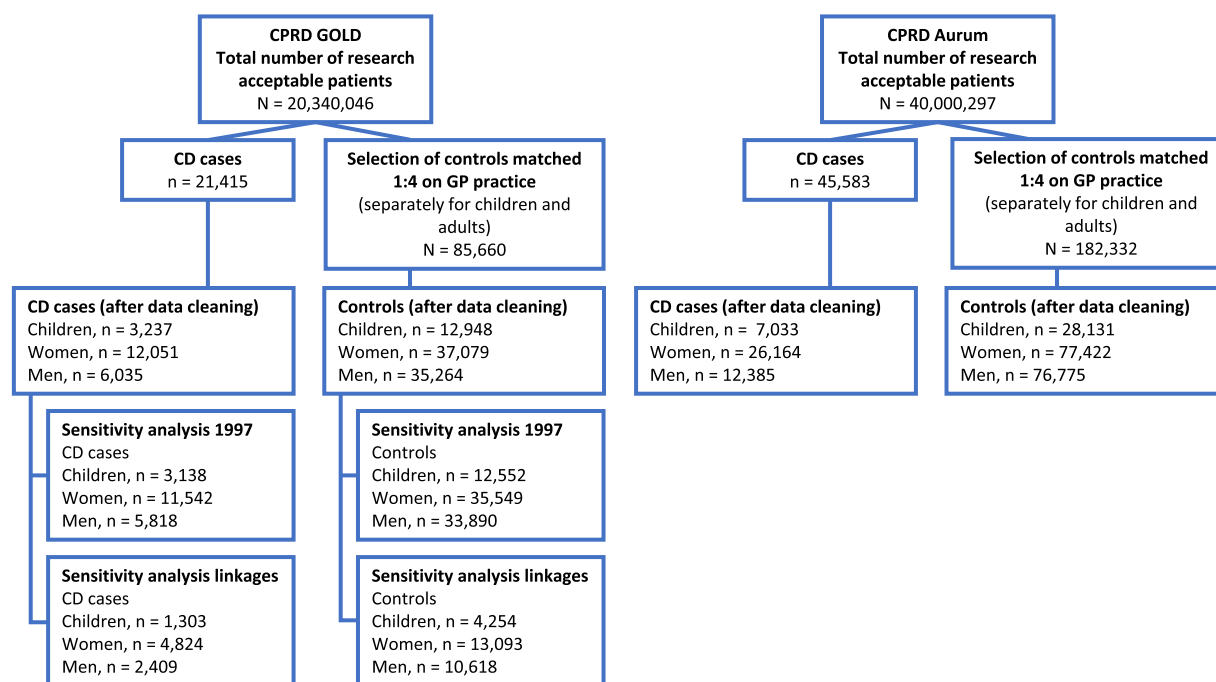 CPRD GOLD
Total number of research
acceptable patients
N = 20,340,046
CD cases
n = 21,415
Selection of controls matched
1:4 on GP practice
(separately for children and
adults)
N = 85,660
CD cases (after data cleaning)
Children, n = 3,237
Women, n = 12,051
Men, n = 6,035
Controls (after data cleaning)
Children, n = 12,948
Women, n = 37,079
Men, n = 35,264
Sensitivity analysis 1997
CD cases
Children, n = 3,138
Women, n = 11,542
Men, n = 5,818
Sensitivity analysis 1997
Controls
Children, n = 12,552
Women, n = 35,549
Men, n = 33,890
Sensitivity analysis linkages
CD cases
Children, n = 1,303
Women, n = 4,824
Men, n = 2,409
Sensitivity analysis linkages
Controls
Children, n = 4,254
Women, n = 13,093
Men, n = 10,618
CPRD Aurum
Total number of research
acceptable patients
N = 40,000,297
CD cases
n = 45,583
Selection of controls matched
1:4 on GP practice
(separately for children and
adults)
N = 182,332
CD cases (after data cleaning)
Children, n = 7,033
Women, n = 26,164
Men, n = 12,385
Controls (after data cleaning)
Children, n = 28,131
Women, n = 77,422
Men, n = 76,775